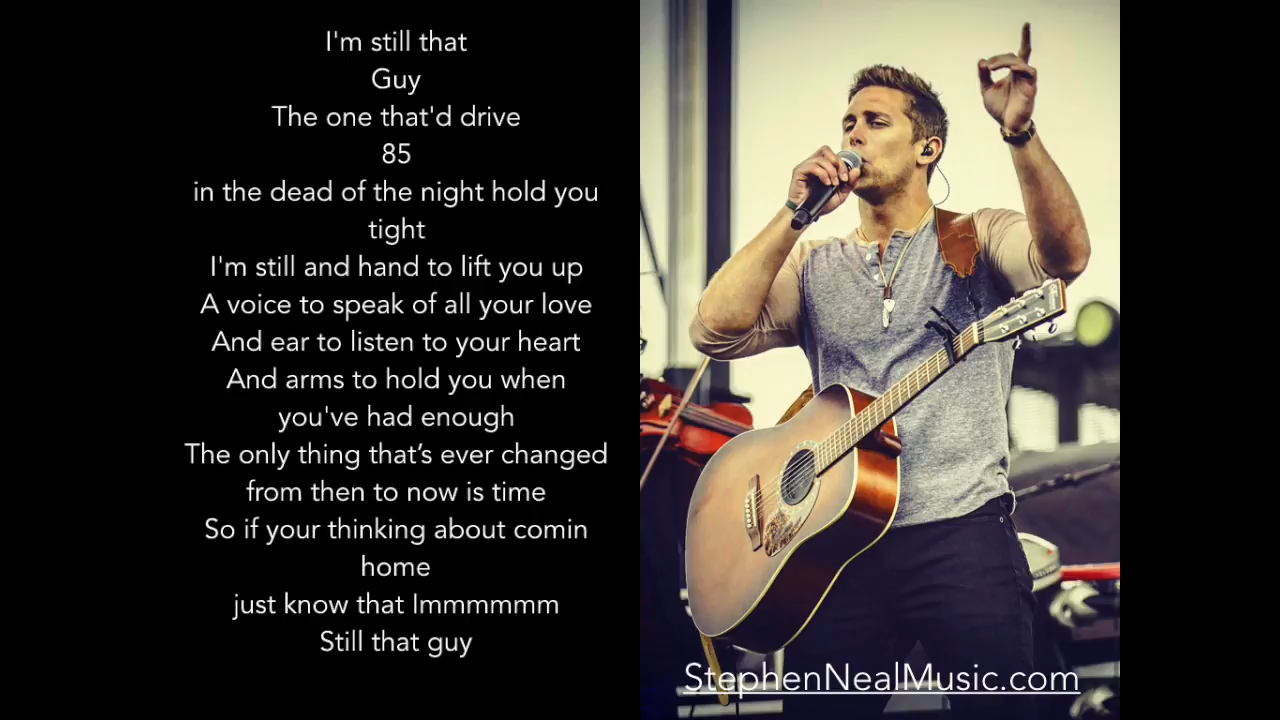 I'm still that
Guy
The one that'd drive
85
in the dead of the night hold you
tight
I'm still and hand to lift you up
A voice to speak of all your love
And ear to listen to your heart
And arms to hold you when
you've had enough
The only thing that’s ever changed
from then to now is time
So if your thinking about comin
home
just know that Immmmmm
Still that guy
StephenNealMusic.com